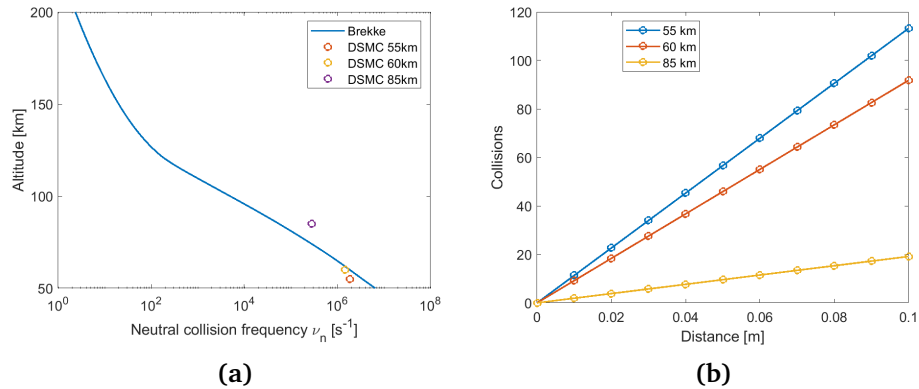 200
150
100
50
Altitude [km]
10^0
10^2
10^4
10^6
10^8
Neutral collision frequency ν_n [s^-1]
Brekke
DSMC 55km
DSMC 60km
DSMC 85km
(a)
120
100
80
60
40
20
0
Collisions
0
0.02
0.04
0.06
0.08
0.1
Distance [m]
55 km
60 km
85 km
(b)